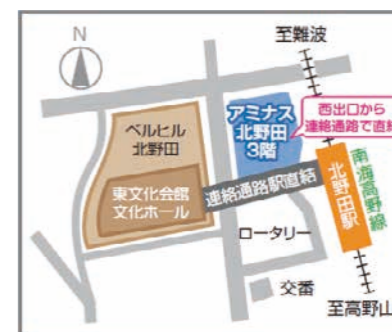 N
至難波
アミナス
北野田
3階
西出口から
連絡通路で直結
ベルヒル
北野田
東文化会館
文化ホール
連絡通路駅直結
北野田駅
南海高野線
ロータリー
交番
至高野山